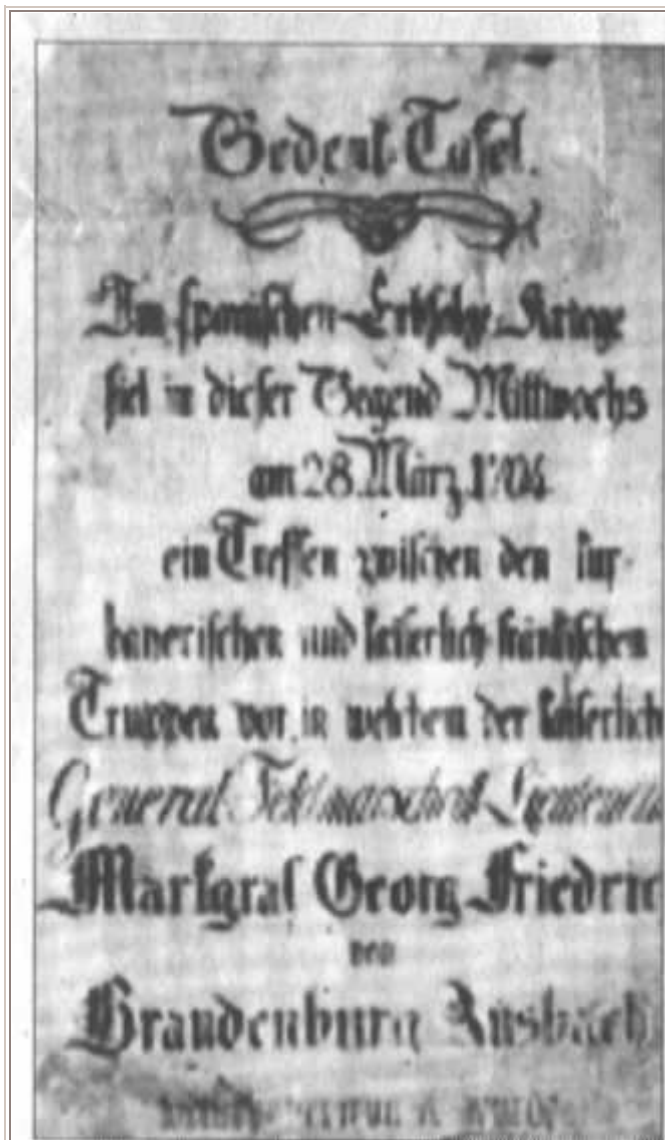 Gedenk-Tafel.
Im spanischen-Erbfolge-Kriege
fiel in dieser Gegend Mittwochs
am 28. März 1704
ein Treffen zwischen den kur-
bayerischen und kaiserlich-fränkischen
Truppen vor, in welchem der kaiserlich
General-Feldmarschall-Lieutenan
Markgraf Georg-Friedric
von
Brandenburg Ansbach